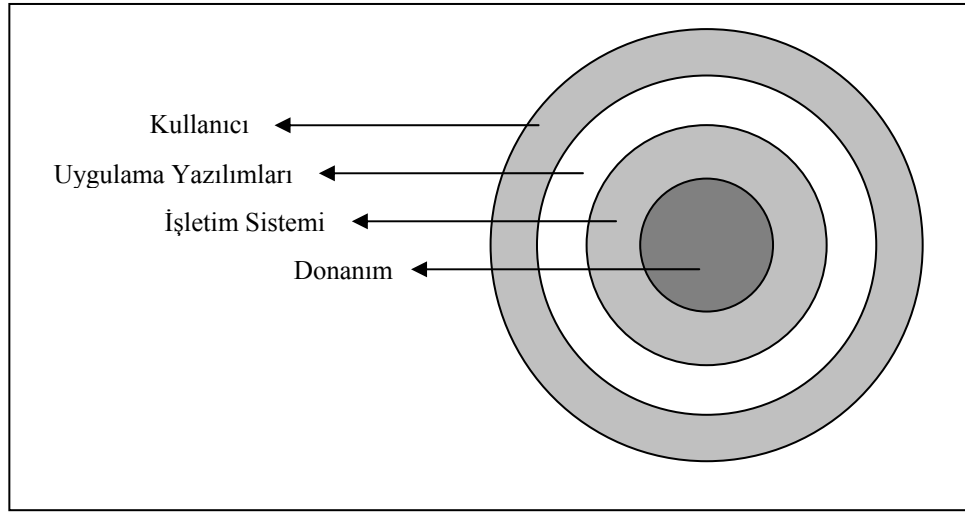 Kullanıcı
Uygulama Yazılımları
İşletim Sistemi
Donanım